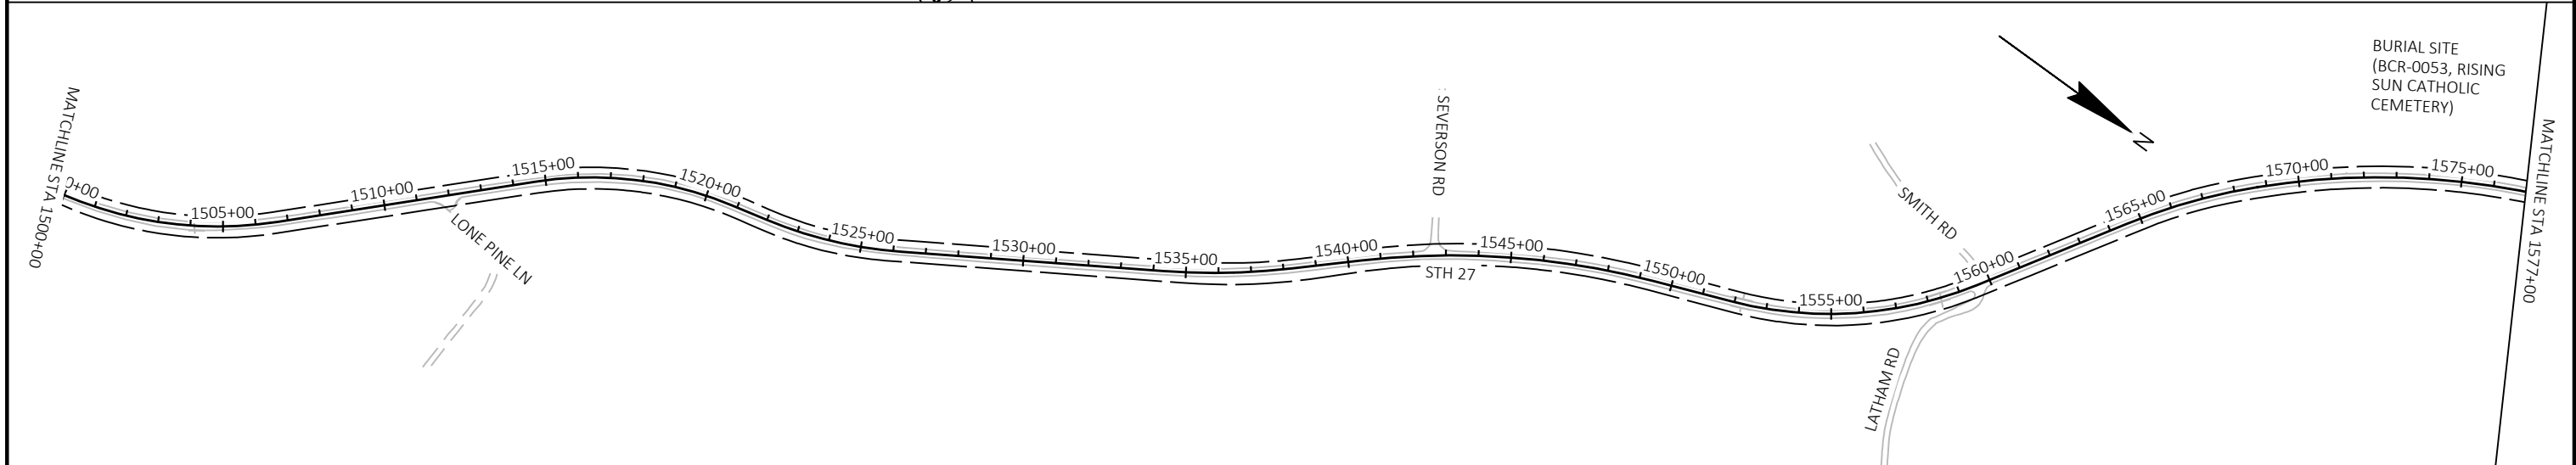 MATCHLINE STA 1500+00
0+00
1505+00
1510+00
LONE PINE LN
1515+00
1520+00
1525+00
1530+00
1535+00
1540+00
SEVERSON RD
STH 27
1545+00
1550+00
1555+00
LATHAM RD
SMITH RD
1560+00
1565+00
N
1570+00
1575+00
BURIAL SITE
(BCR-0053, RISING
SUN CATHOLIC
CEMETERY)
MATCHLINE STA 1577+00